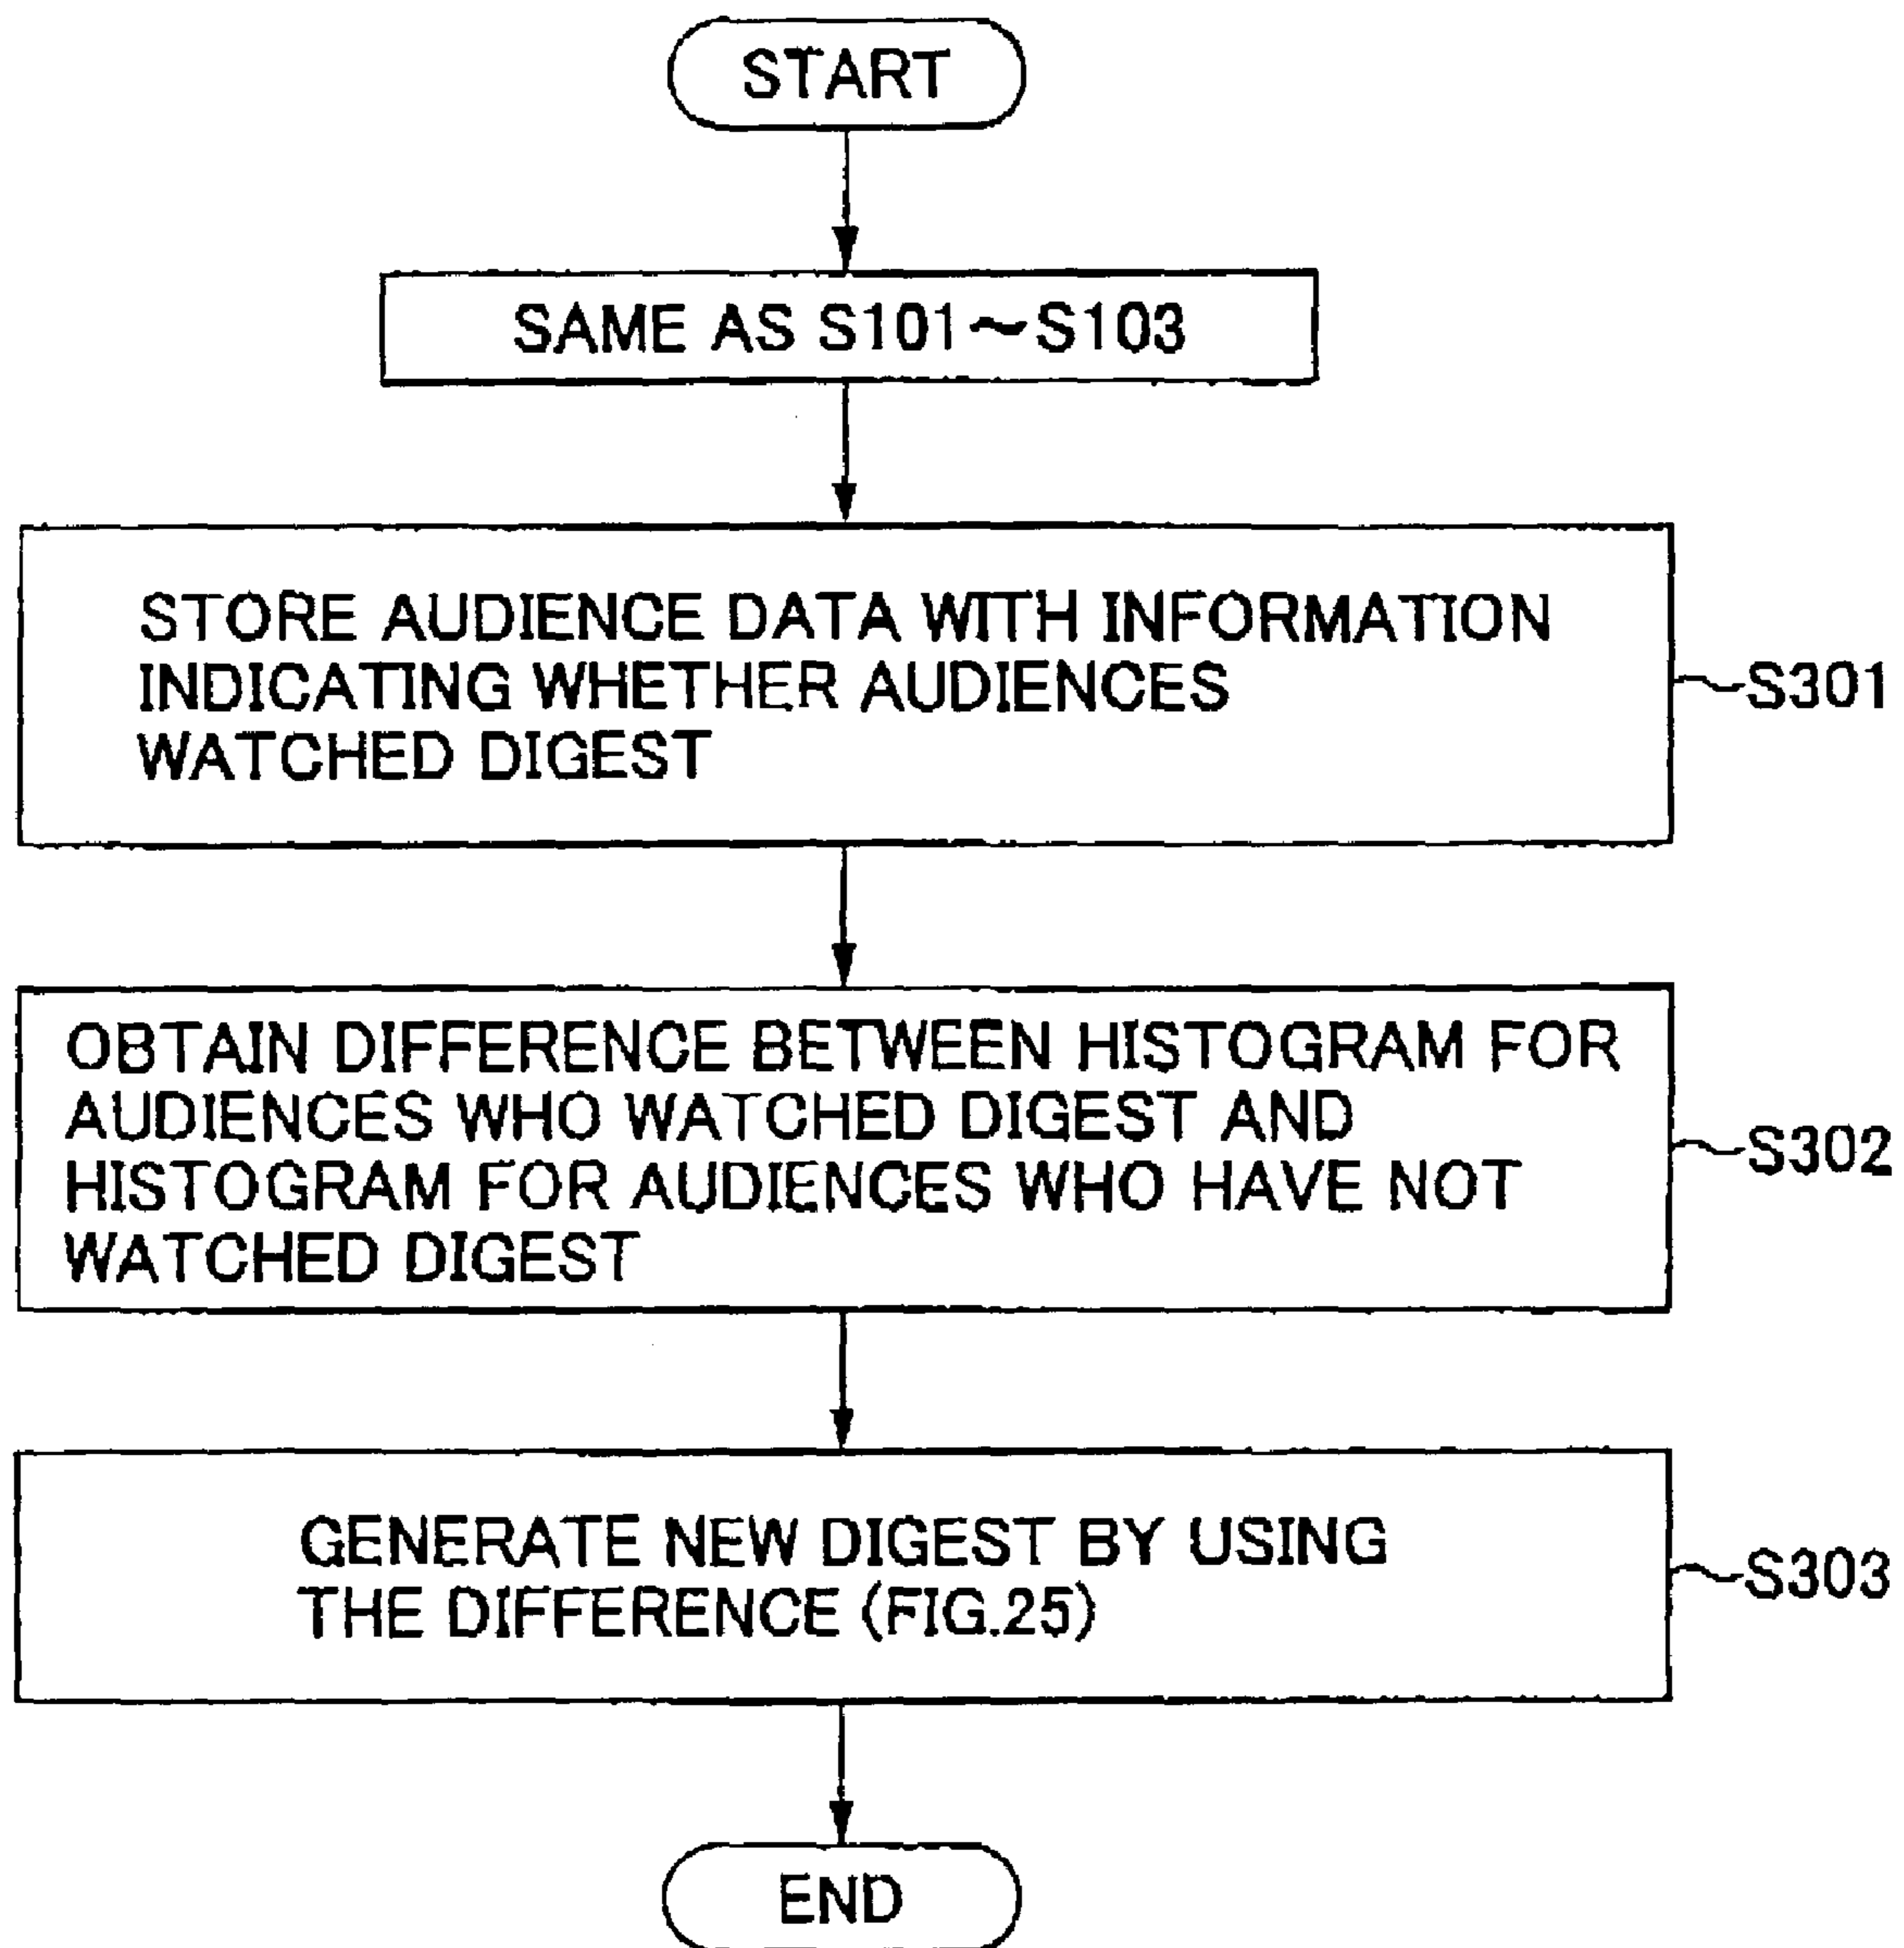 START
SAME AS S101~S103
STORE AUDIENCE DATA WITH INFORMATION
INDICATING WHETHER AUDIENCES
WATCHED DIGEST
S301
OBTAIN DIFFERENCE BETWEEN HISTOGRAM FOR
AUDIENCES WHO WATCHED DIGEST AND
HISTOGRAM FOR AUDIENCES WHO HAVE NOT
WATCHED DIGEST
S302
GENERATE NEW DIGEST BY USING
THE DIFFERENCE (FIG.25)
S303
END